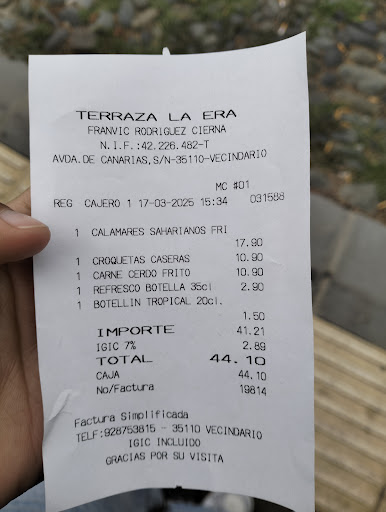 TERRAZA LA ERA
FRANVIC RODRIGUEZ CIERNA
N.I.F.:42.226.482-T
AVDA.DE CANARIAS,S/N-35110-VECINDARIO
MC #01
REG CAJERO 1 17-03-2025 15:34 031588
1 CALAMARES SAHARIANOS FRI
17.90
1 CROQUETAS CASERAS 10.90
1 CARNE CERDO FRITO 10.90
1 REFRESCO BOTELLA 35cl 2.90
1 BOTELLIN TROPICAL 20cl.
1.50
IMPORTE 41.21
IGIC 7% 2.89
TOTAL 44.10
CAJA 44.10
No/Factura 19814
Factura Simplificada
TELF:928753815 - 35110 VECINDARIO
IGIC INCLUIDO
GRACIAS POR SU VISITA